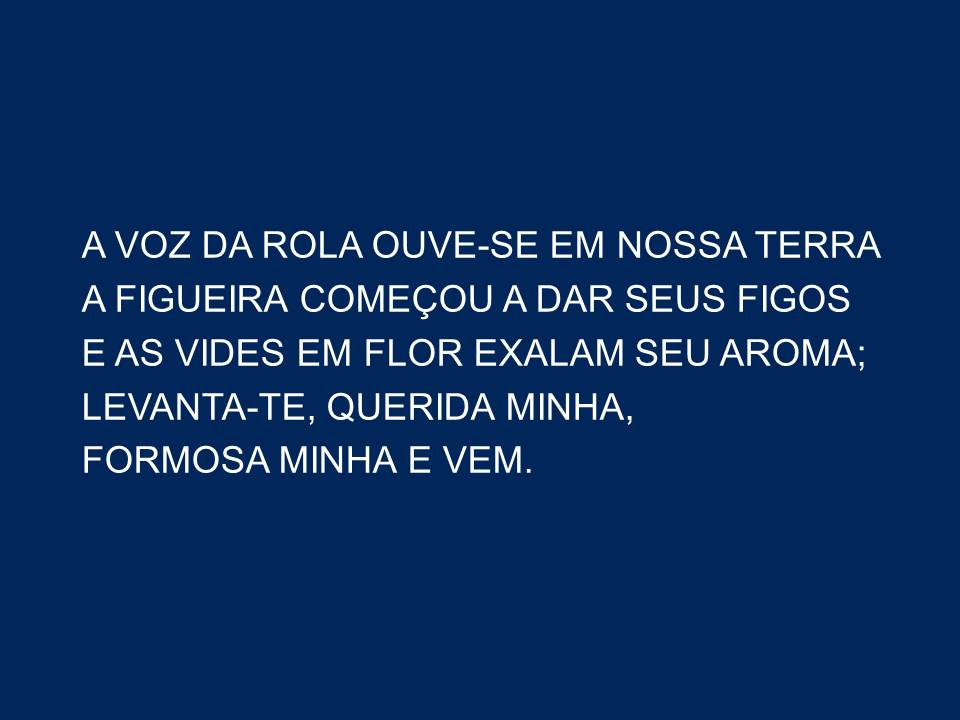 A VOZ DA ROLA OUVE-SE EM NOSSA TERRA
A FIGUEIRA COMEÇOU A DAR SEUS FIGOS
E AS VIDES EM FLOR EXALAM SEU AROMA;
LEVANTA-TE, QUERIDA MINHA,
FORMOSA MINHA E VEM.